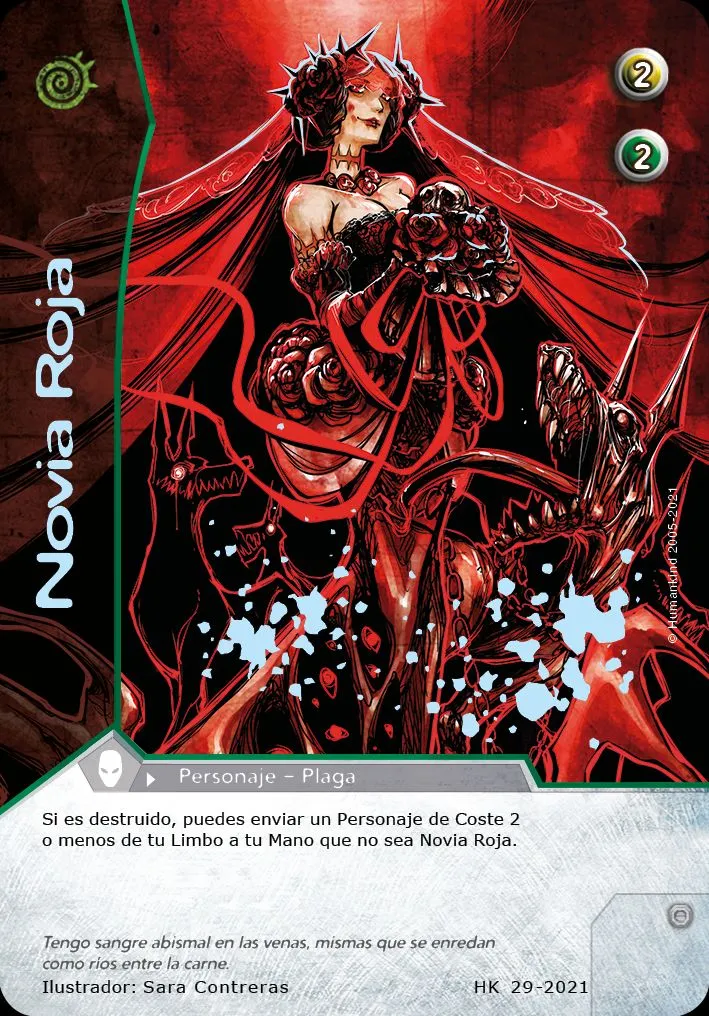 2
2
Novia Roja
© HumanKind 2005-2021
Personaje – Plaga
Si es destruido, puedes enviar un Personaje de Coste 2
o menos de tu Limbo a tu Mano que no sea Novia Roja.
Tengo sangre abismal en las venas, mismas que se enredan
como rios entre la carne.
Ilustrador: Sara Contreras
HK 29-2021